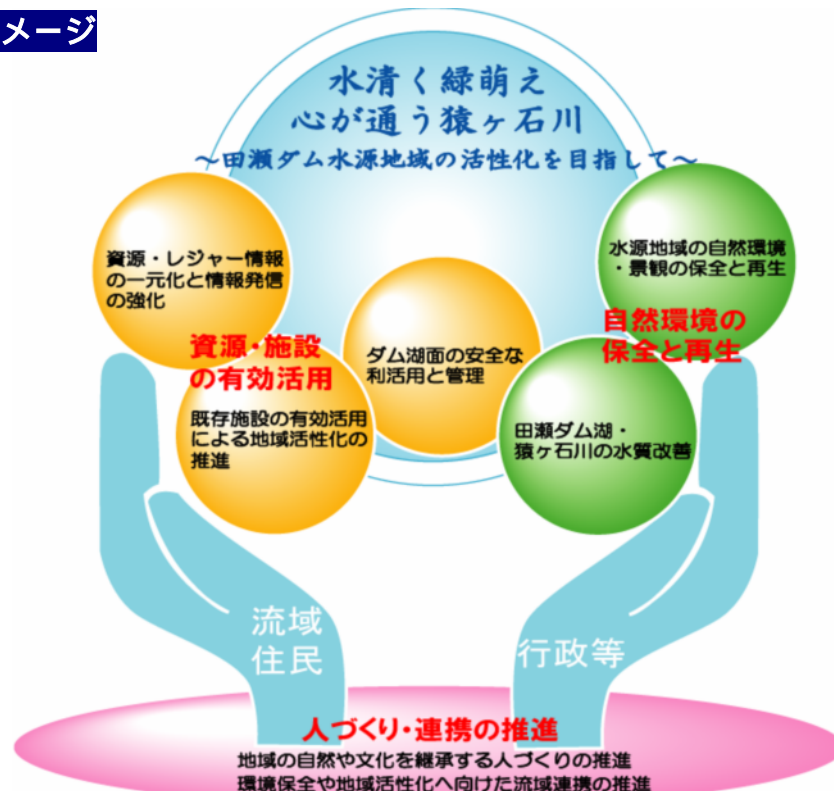 メージ
水清く緑萌え
心が通う猿ヶ石川
～田瀬ダム水源地域の活性化を目指して～
資源・レジャー情報
の一元化と情報発信
の強化
水源地域の自然環境
・景観の保全と再生
自然環境の
保全と再生
資源・施設
の有効活用
ダム湖面の安全な
利活用と管理
既存施設の有効活用
による地域活性化の
推進
田瀬ダム湖・
猿ヶ石川の水質改善
流域
住民
行政等
人づくり・連携の推進
地域の自然や文化を継承する人づくりの推進
環境保全や地域活性化へ向けた流域連携の推進